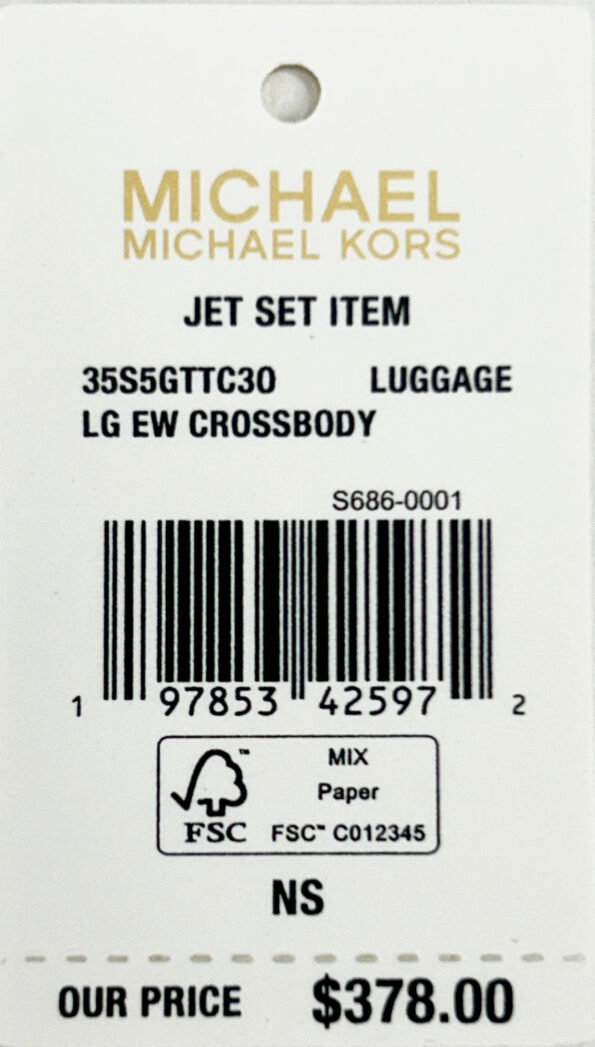 MICHAEL
MICHAEL KORS
JET SET ITEM
35S5GTTC3O LUGGAGE
LG EW CROSSBODY
S686-0001
1 97853 42597 2
FSC
MIX
Paper
FSC™ C012345
NS
OUR PRICE $378.00